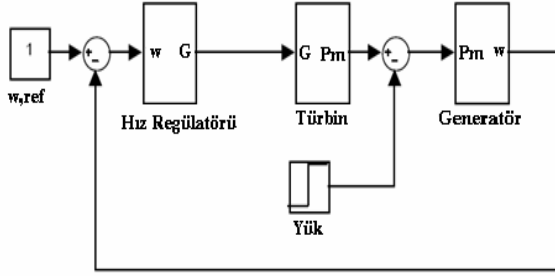 1
w,ref
w G
Hız Regülatörü
G Pm
Türbin
Pm w
Generatör
Yük